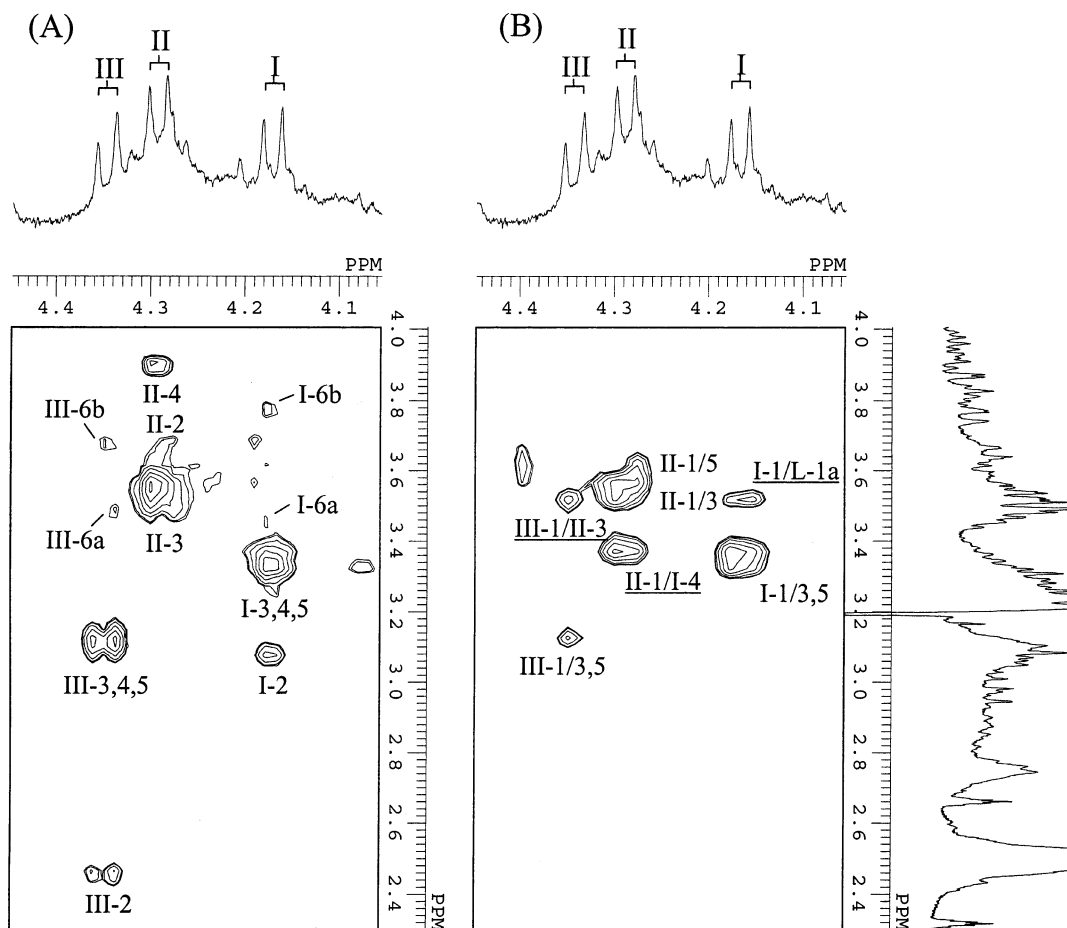 (A)
III
II
I
(B)
III
II
I
PPM
4.4
4.3
4.2
4.1
PPM
4.4
4.3
4.2
4.1
II-4
III-6b
II-2
I-6b
III-6a
II-3
I-6a
I-3,4,5
III-3,4,5
I-2
III-2
4.0
3.8
3.6
3.4
3.2
3.0
2.8
2.6
2.4
PPM
II-1/5
II-1/3
I-1/L-1a
III-1/II-3
II-1/I-4
I-1/3,5
III-1/3,5
4.0
3.8
3.6
3.4
3.2
3.0
2.8
2.6
2.4
PPM